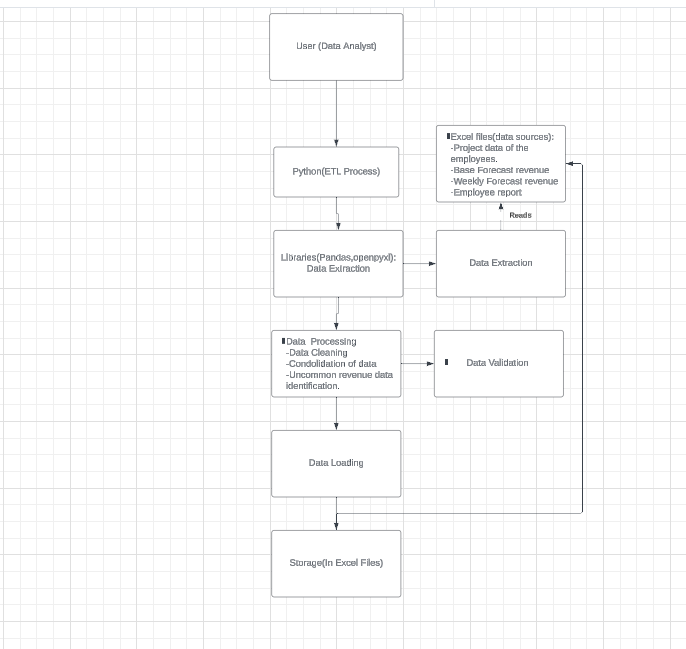 User (Data Analyst)
Python(ETL Process)
Excel files(data sources):
-Project data of the
employees.
-Base Forecast revenue
-Weekly Forecast revenue
-Employee report
Reads
Libraries(Pandas,openpyxl):
Data Extraction
Data Extraction
Data Processing
-Data Cleaning
-Condolidation of data
-Uncommon revenue data
identification.
Data Validation
Data Loading
Storage(In Excel Files)